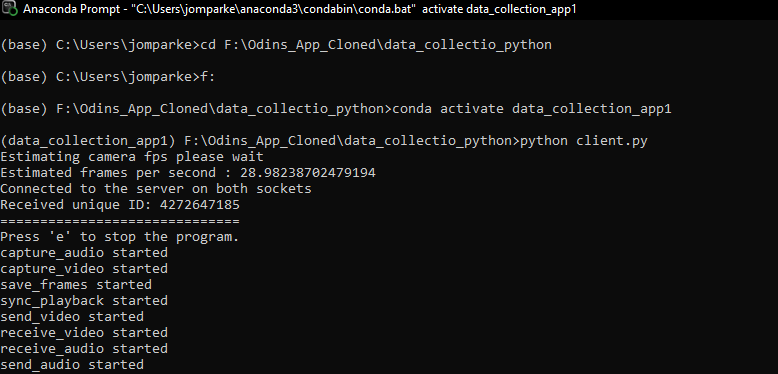 Anaconda Prompt - "C:\Users\jomparke\anaconda3\condabin\conda.bat" activate data_collection_app1
(base) C:\Users\jomparke>cd F:\Odins_App_Cloned\data_collectio_python
(base) C:\Users\jomparke>f:
(base) F:\Odins_App_Cloned\data_collectio_python>conda activate data_collection_app1
(data_collection_app1) F:\Odins_App_Cloned\data_collectio_python>python client.py
Estimating camera fps please wait
Estimated frames per second : 28.98238702479194
Connected to the server on both sockets
Received unique ID: 4272647185
==============================
Press 'e' to stop the program.
capture_audio started
capture_video started
save_frames started
sync_playback started
send_video started
receive_video started
receive_audio started
send_audio started